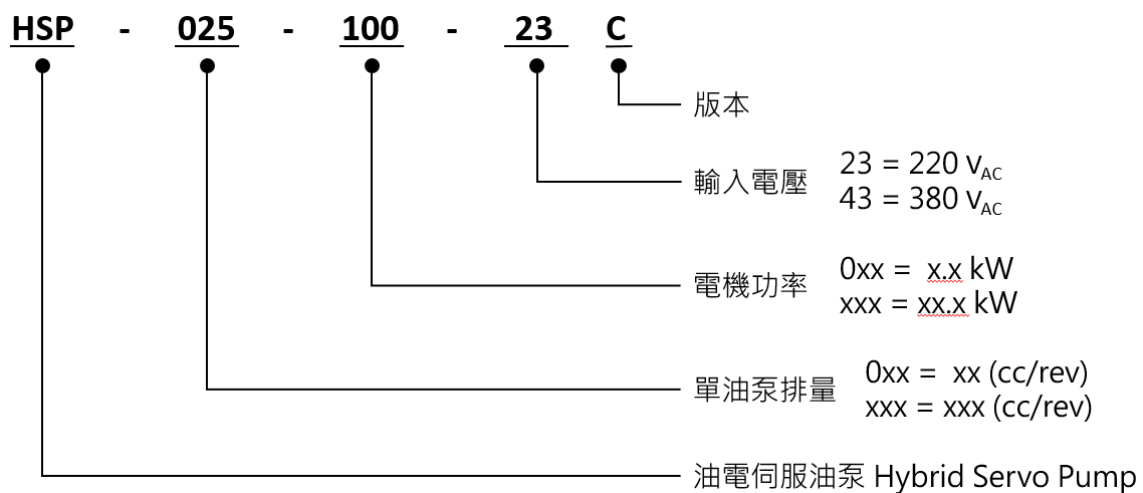 HSP - 025 - 100 - 23 C
版本
輸入電壓 23 = 220 VAC
43 = 380 VAC
電機功率 0xx = x.x kW
xxx = xx.x kW
單油泵排量 0xx = xx (cc/rev)
xxx = xxx (cc/rev)
油電伺服油泵 Hybrid Servo Pump